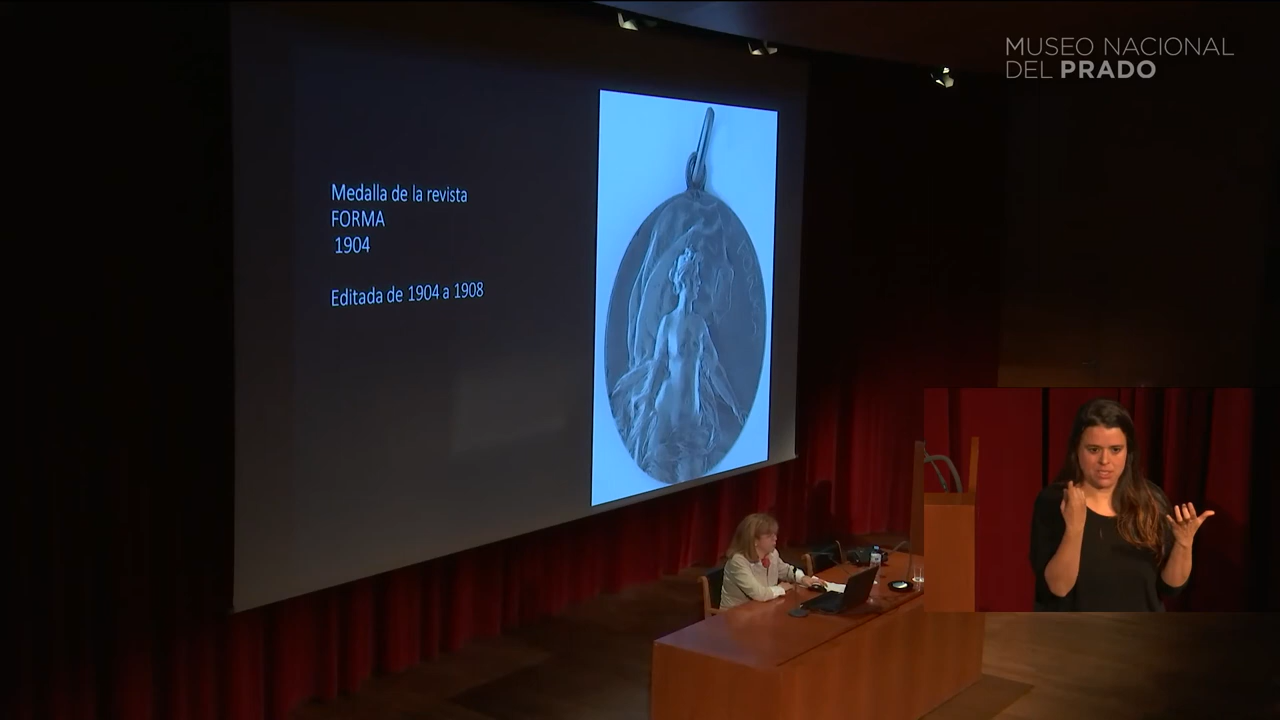 MUSEO NACIONAL
DEL PRADO
Medalla de la revista
FORMA
1904
Editada de 1904 a 1908